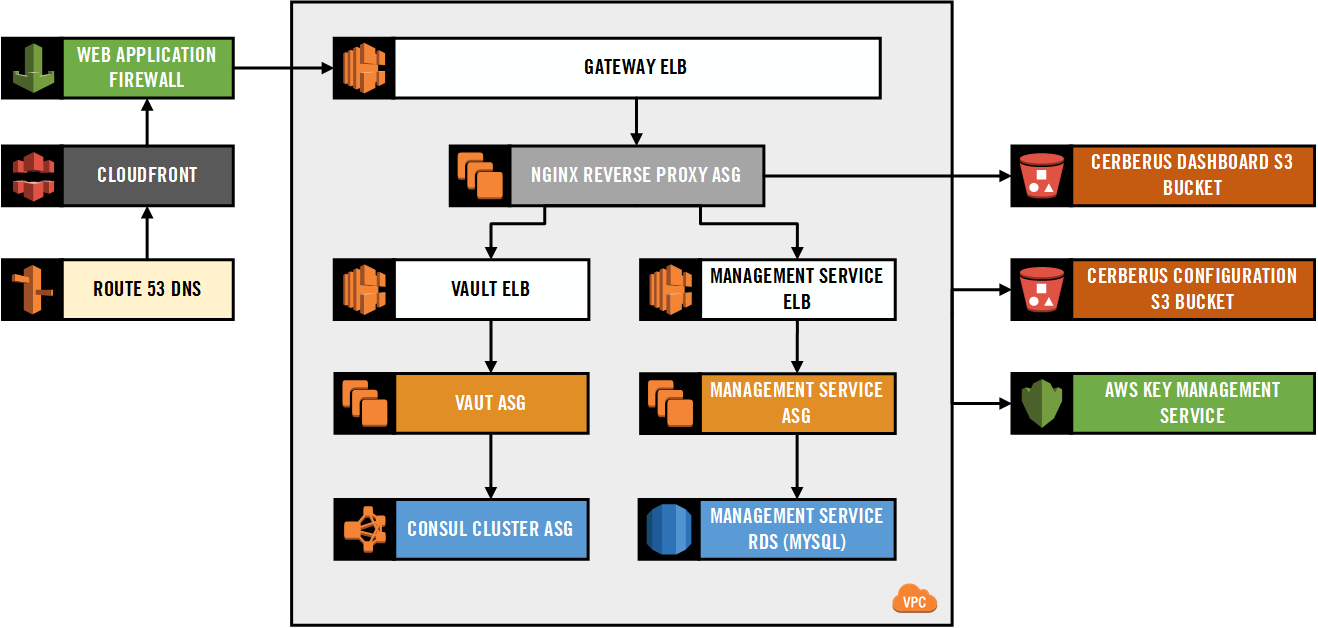 WEB APPLICATION
FIREWALL
GATEWAY ELB
CLOUDFRONT
NGINX REVERSE PROXY ASG
CERBERUS DASHBOARD S3
BUCKET
ROUTE 53 DNS
VAULT ELB
MANAGEMENT SERVICE
ELB
CERBERUS CONFIGURATION
S3 BUCKET
VAUT ASG
MANAGEMENT SERVICE
ASG
AWS KEY MANAGEMENT
SERVICE
CONSUL CLUSTER ASG
MANAGEMENT SERVICE
RDS (MYSQL)
VPC